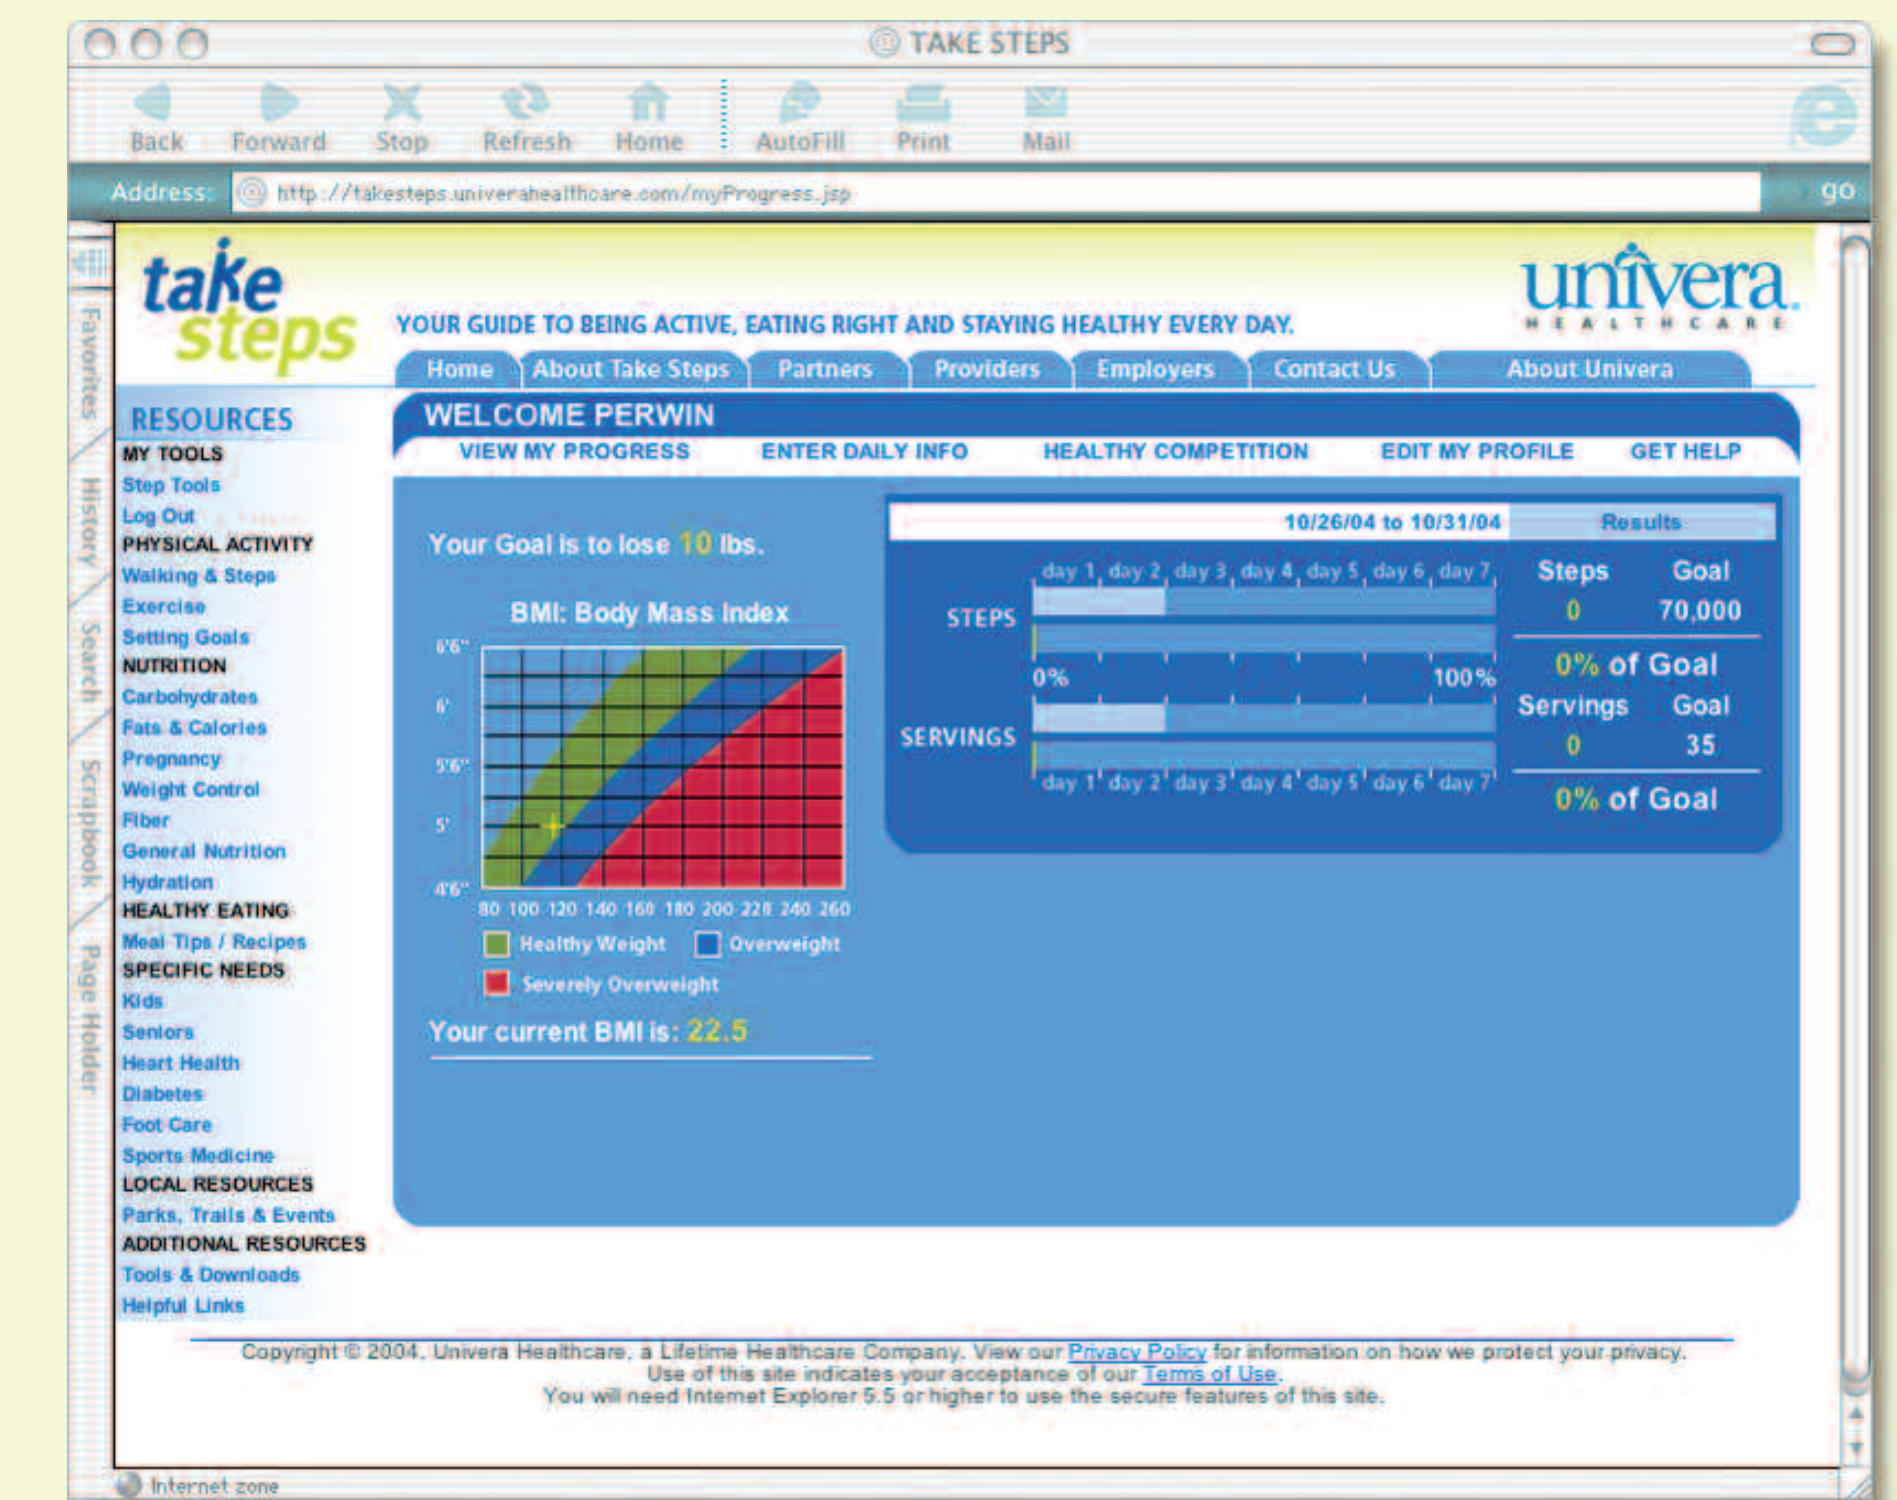 TAKE STEPS
Back Forward Stop Refresh Home AutoFill Print Mail
Address: http://takesteps.univerahealthcare.com/myProgress.jsp go
Favorites
History
Search
Scrapbook
Page Holder
take
steps
YOUR GUIDE TO BEING ACTIVE, EATING RIGHT AND STAYING HEALTHY EVERY DAY.
univera
HEALTHCARE
Home About Take Steps Partners Providers Employers Contact Us About Univera
RESOURCES
MY TOOLS
Step Tools
Log Out
PHYSICAL ACTIVITY
Walking & Steps
Exercise
Setting Goals
NUTRITION
Carbohydrates
Fats & Calories
Pregnancy
Weight Control
Fiber
General Nutrition
Hydration
HEALTHY EATING
Meal Tips / Recipes
SPECIFIC NEEDS
Kids
Seniors
Heart Health
Diabetes
Foot Care
Sports Medicine
LOCAL RESOURCES
Parks, Trails & Events
ADDITIONAL RESOURCES
Tools & Downloads
Helpful Links
WELCOME PERWIN
VIEW MY PROGRESS ENTER DAILY INFO HEALTHY COMPETITION EDIT MY PROFILE GET HELP
Your Goal is to lose 10 lbs.
BMI: Body Mass Index
6'6"
6'
5'6"
5'
4'6"
80 100 120 140 160 180 200 220 240 260
Healthy Weight Overweight
Severely Overweight
Your current BMI is: 22.5
10/26/04 to 10/31/04 Results
day 1 day 2 day 3 day 4 day 5 day 6 day 7
STEPS
0% 100%
SERVINGS
day 1 day 2 day 3 day 4 day 5 day 6 day 7
Steps Goal
0 70,000
0% of Goal
Servings Goal
0 35
0% of Goal
Copyright © 2004, Univera Healthcare, a Lifetime Healthcare Company. View our Privacy Policy for information on how we protect your privacy.
Use of this site indicates your acceptance of our Terms of Use.
You will need Internet Explorer 5.5 or higher to use the secure features of this site.
Internet zone